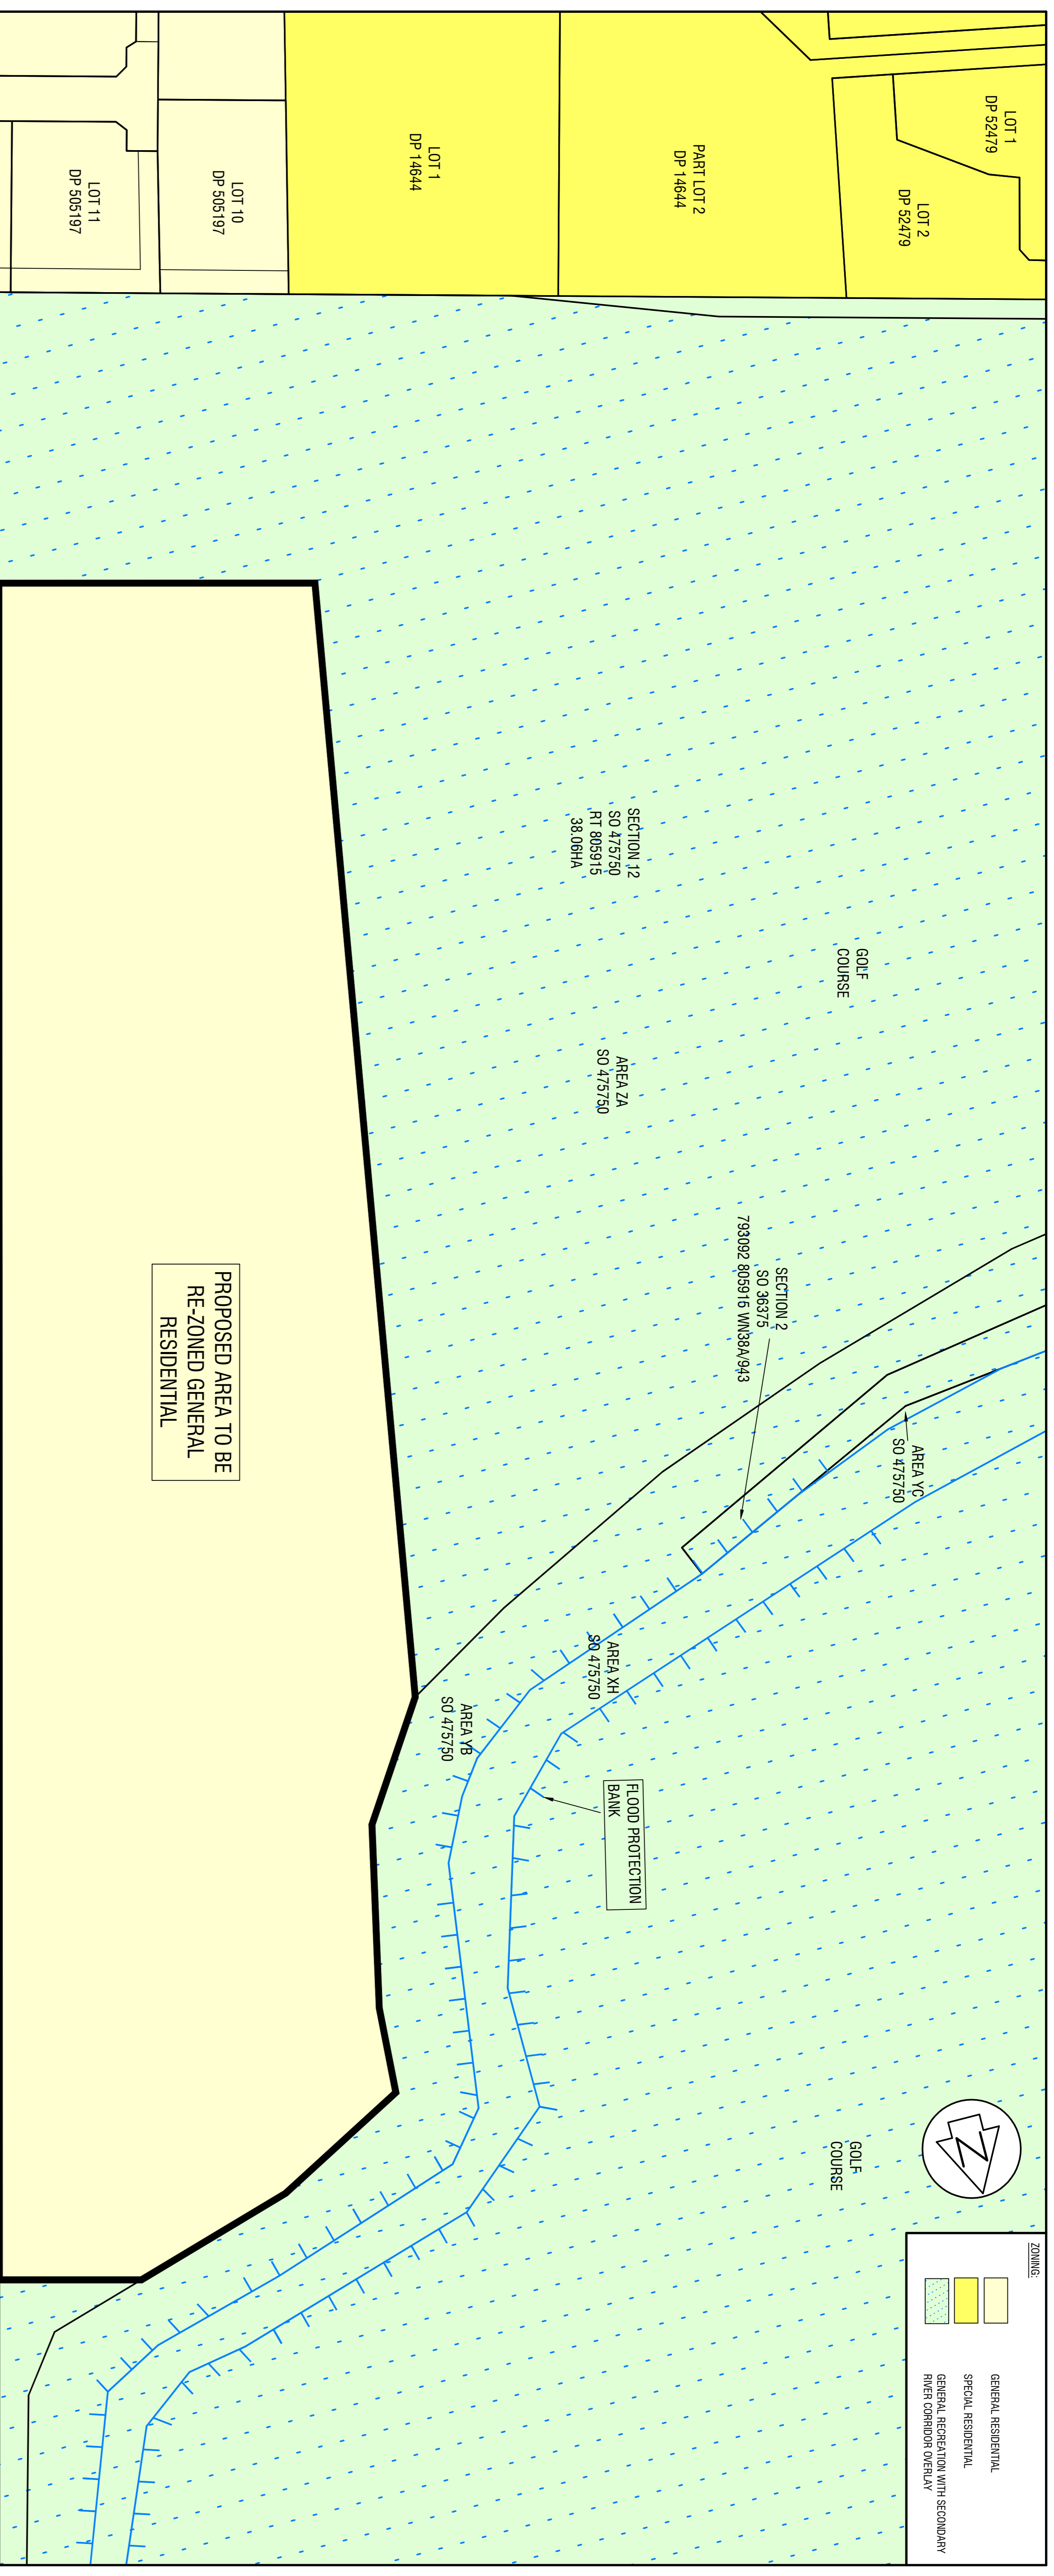 LOT 1
DP 52479
LOT 2
DP 52479
PART LOT 2
DP 14644
LOT 1
DP 14644
LOT 10
DP 505197
LOT 11
DP 505197
SECTION 12
SO 475750
RT 805915
38.06HA
GOLF
COURSE
AREA ZA
SO 475750
SECTION 2
SO 36375
793092 805916 WN38A/943
AREA YC
SO 475750
AREA XH
SO 475750
AREA YB
SO 475750
FLOOD PROTECTION
BANK
PROPOSED AREA TO BE
RE-ZONED GENERAL
RESIDENTIAL
GOLF
COURSE
N
ZONING:
GENERAL RESIDENTIAL
SPECIAL RESIDENTIAL
GENERAL RECREATION WITH SECONDARY
RIVER CORRIDOR OVERLAY